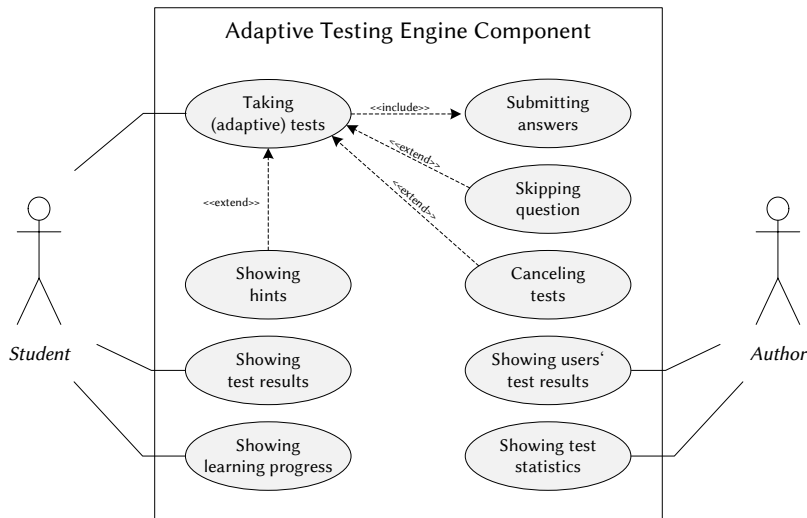 Adaptive Testing Engine Component
Taking
(adaptive) tests
<<include>>
Submitting
answers
<<extend>>
Skipping
question
<<extend>>
<<extend>>
Showing
hints
Canceling
tests
Student
Showing
test results
Showing users‘
test results
Author
Showing
learning progress
Showing test
statistics